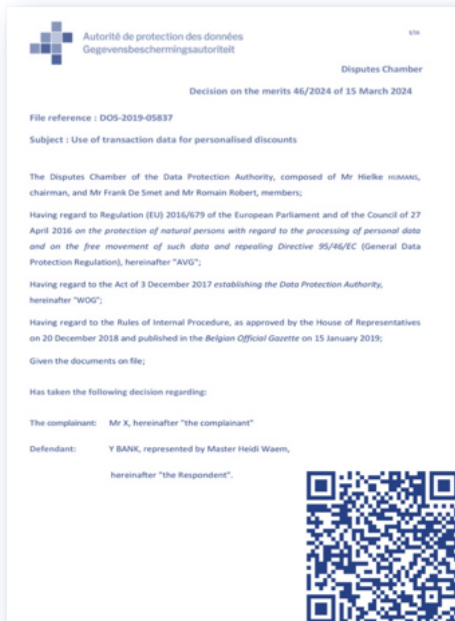 Autorité de protection des données
Gegevensbeschermingsautoriteit
Disputes Chamber
Decision on the merits 46/2024 of 15 March 2024
File reference : DOS-2019-05837
Subject : Use of transaction data for personalised discounts
The Disputes Chamber of the Data Protection Authority, composed of Mr Hielke HIJMANS,
chairman, and Mr Frank De Smet and Mr Romain Robert, members;
Having regard to Regulation (EU) 2016/679 of the European Parliament and of the Council of 27
April 2016 on the protection of natural persons with regard to the processing of personal data
and on the free movement of such data and repealing Directive 95/46/EC (General Data
Protection Regulation), hereinafter "AVG";
Having regard to the Act of 3 December 2017 establishing the Data Protection Authority,
hereinafter "WOG";
Having regard to the Rules of Internal Procedure, as approved by the House of Representatives
on 20 December 2018 and published in the Belgian Official Gazette on 15 January 2019;
Given the documents on file;
Has taken the following decision regarding:
The complainant: Mr X, hereinafter "the complainant"
Defendant: Y BANK, represented by Master Heidi Waem,
hereinafter "the Respondent".